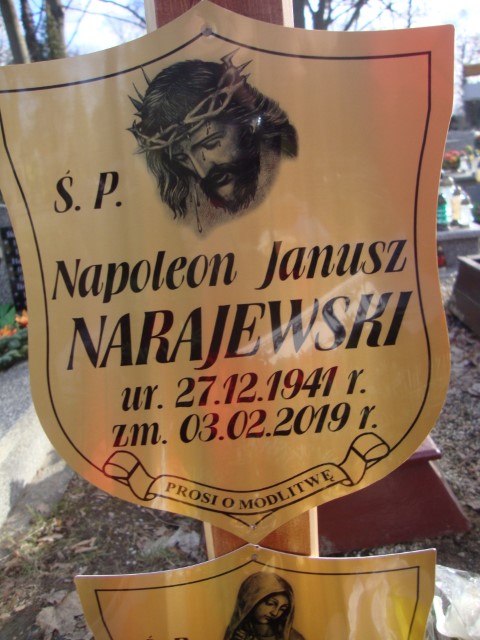 Ś. P.
Napoleon Janusz
NARAJEWSKI
ur. 27.12.1941 r.
zm. 03.02.2019 r.
PROSI O MODLITWĘ